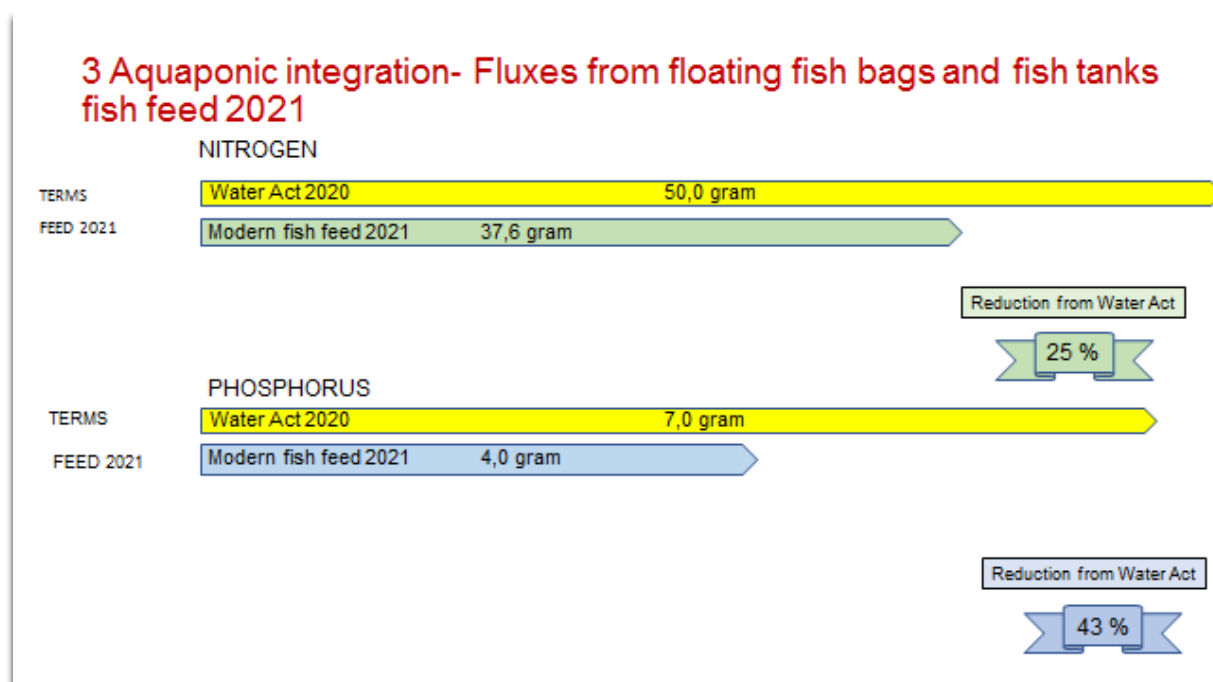 3 Aquaponic integration- Fluxes from floating fish bags and fish tanks
fish feed 2021
NITROGEN
TERMS
Water Act 2020 50,0 gram
FEED 2021
Modern fish feed 2021 37,6 gram
Reduction from Water Act
25 %
PHOSPHORUS
TERMS
Water Act 2020 7,0 gram
FEED 2021
Modern fish feed 2021 4,0 gram
Reduction from Water Act
43 %